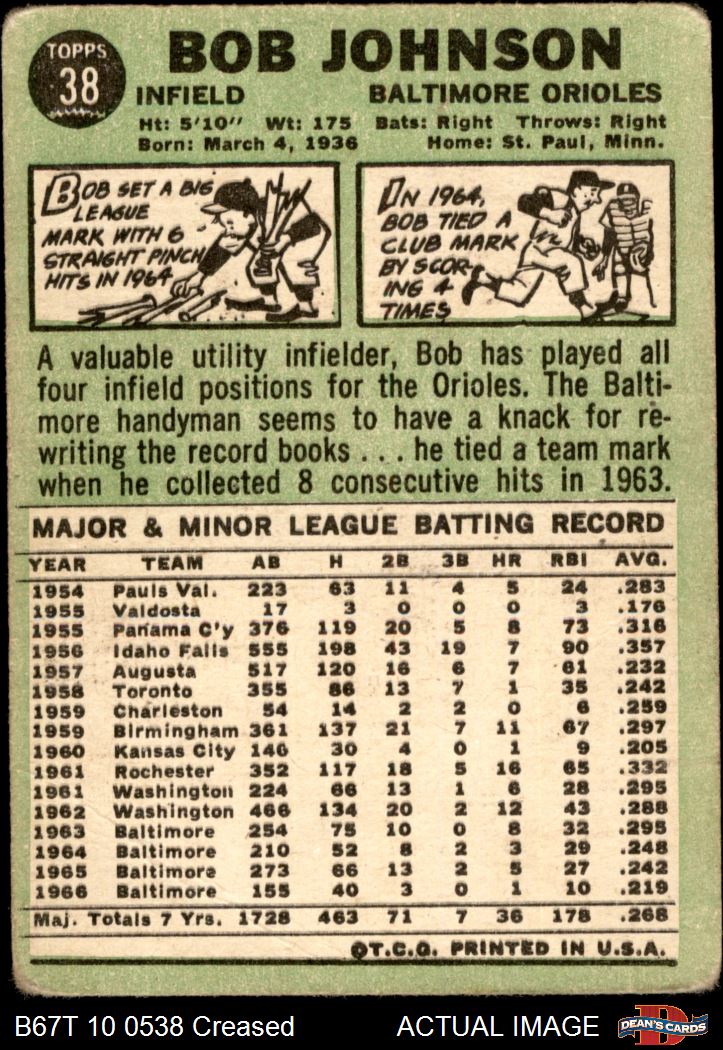 TOPPS
38
BOB JOHNSON
INFIELD BALTIMORE ORIOLES
Ht: 5'10" Wt: 175 Bats: Right Throws: Right
Born: March 4, 1936 Home: St. Paul, Minn.
BOB SET A BIG
LEAGUE
MARK WITH 6
STRAIGHT PINCH
HITS IN 1964
IN 1964,
BOB TIED A
CLUB MARK
BY SCOR-
ING 4
TIMES
A valuable utility infielder, Bob has played all
four infield positions for the Orioles. The Balti-
more handyman seems to have a knack for re-
writing the record books . . . he tied a team mark
when he collected 8 consecutive hits in 1963.
MAJOR & MINOR LEAGUE BATTING RECORD
YEAR TEAM AB H 2B 3B HR RBI AVG.
1954 Pauls Val. 223 63 11 4 5 24 .283
1955 Valdosta 17 3 0 0 0 3 .176
1955 Panama C'y 376 119 20 5 8 73 .316
1956 Idaho Falls 555 198 43 19 7 90 .357
1957 Augusta 517 120 16 6 7 61 .232
1958 Toronto 355 86 13 7 1 35 .242
1959 Charleston 54 14 2 2 0 6 .259
1959 Birmingham 361 137 21 7 11 67 .297
1960 Kansas City 146 30 4 0 1 9 .205
1961 Rochester 352 117 18 5 16 65 .332
1961 Washington 224 66 13 1 6 28 .295
1962 Washington 466 134 20 2 12 43 .288
1963 Baltimore 254 75 10 0 8 32 .295
1964 Baltimore 210 52 8 2 3 29 .248
1965 Baltimore 273 66 13 2 5 27 .242
1966 Baltimore 155 40 3 0 1 10 .219
Maj. Totals 7 Yrs. 1728 463 71 7 36 178 .268
©T.C.G. PRINTED IN U.S.A.
B67T 10 0538 Creased ACTUAL IMAGE
D
DEAN'S CARDS